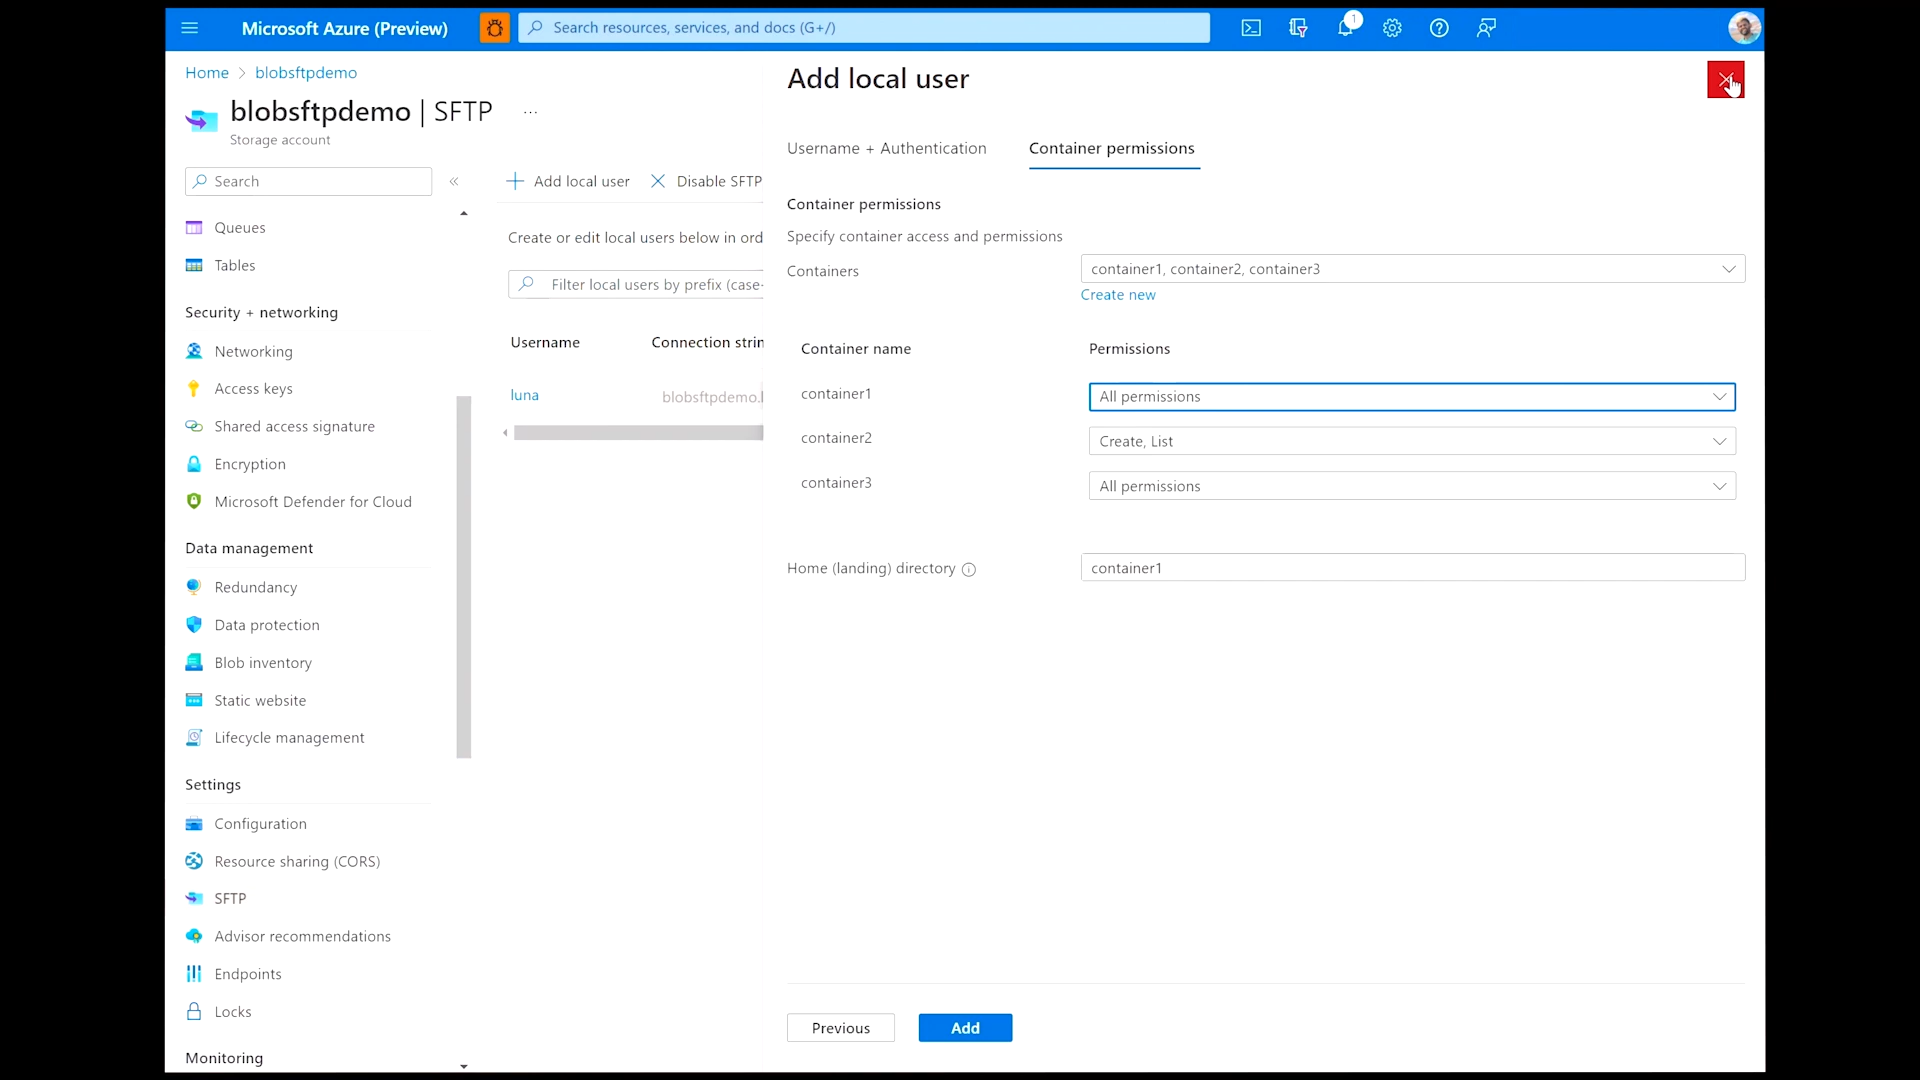 Microsoft Azure (Preview)
Search resources, services, and docs (G+/)
1
Home > blobsftpdemo
blobsftpdemo | SFTP ...
Storage account
Search
Queues
Tables
Security + networking
Networking
Access keys
Shared access signature
Encryption
Microsoft Defender for Cloud
Data management
Redundancy
Data protection
Blob inventory
Static website
Lifecycle management
Settings
Configuration
Resource sharing (CORS)
SFTP
Advisor recommendations
Endpoints
Locks
Monitoring
Add local user
Disable SFTP
Create or edit local users below in ord
Filter local users by prefix (case-
Username Connection strin
luna blobsftpdemo.
Add local user
Username + Authentication
Container permissions
Container permissions
Specify container access and permissions
Containers
container1, container2, container3
Create new
Container name Permissions
container1 All permissions
container2 Create, List
container3 All permissions
Home (landing) directory
container1
Previous
Add